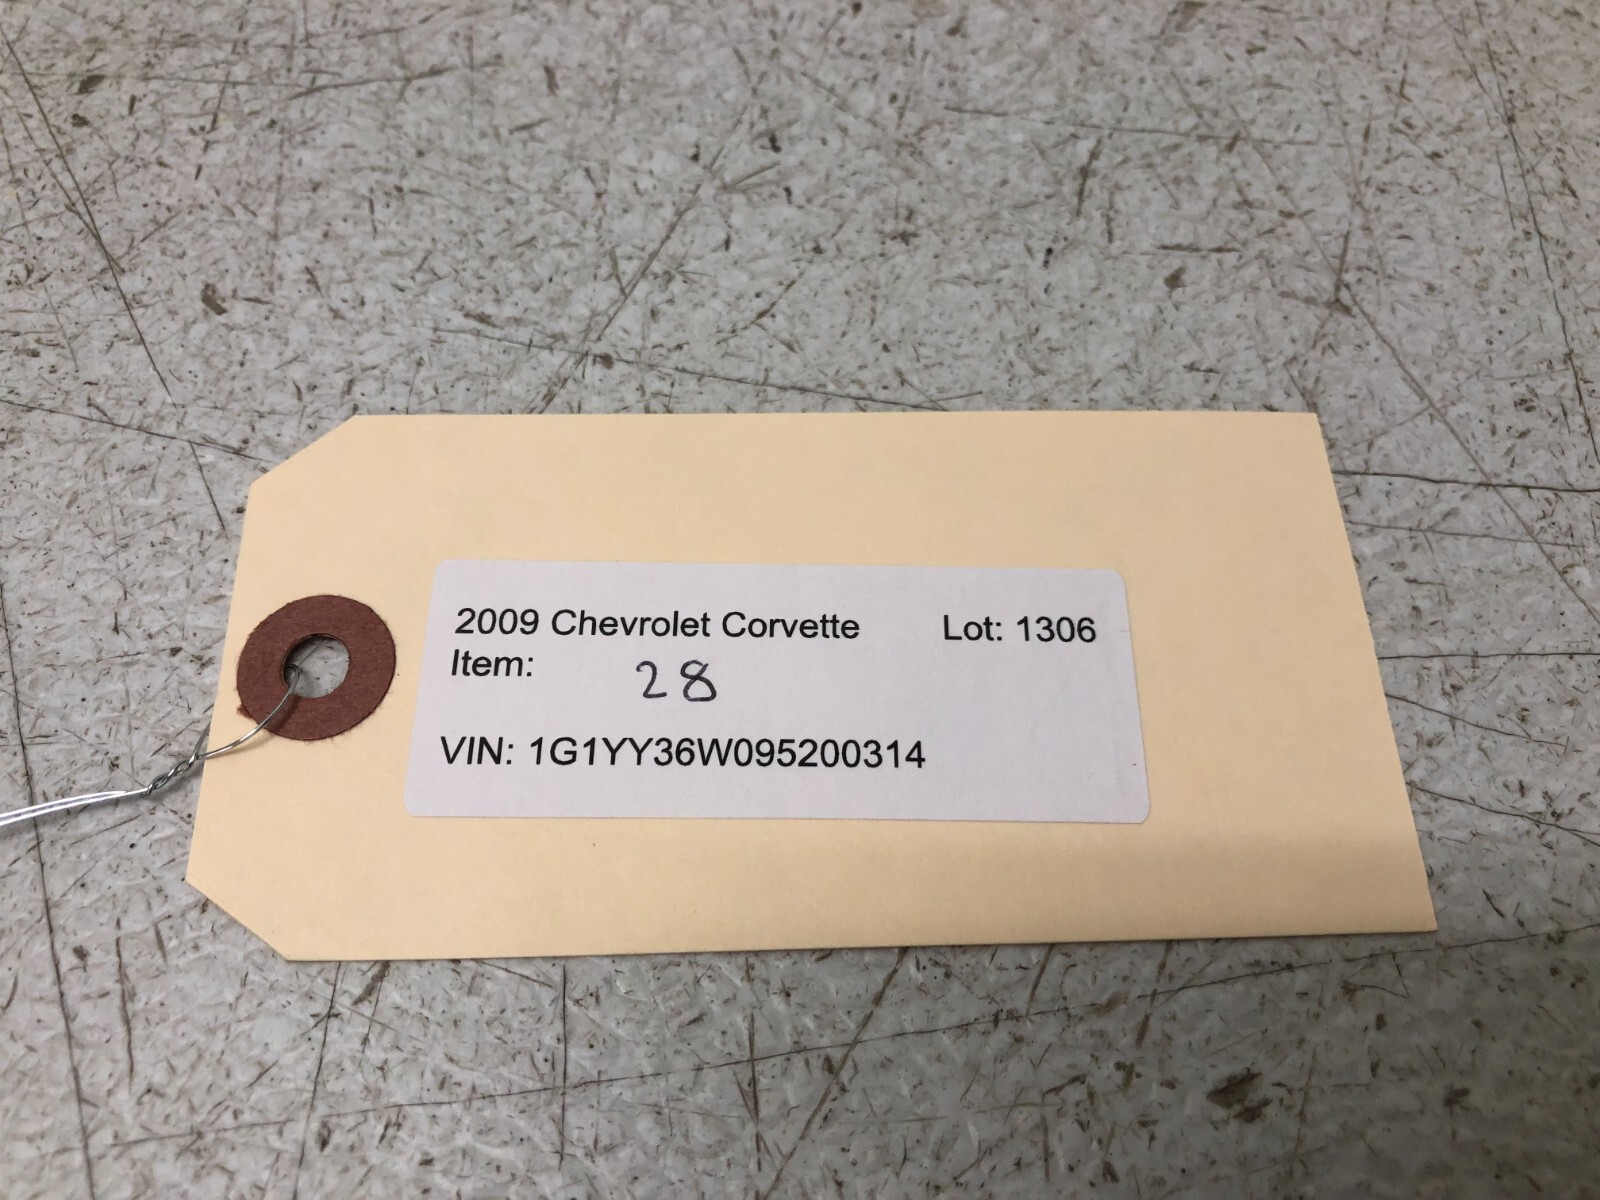 2009 Chevrolet Corvette Lot: 1306
Item: 28
VIN: 1G1YY36W095200314